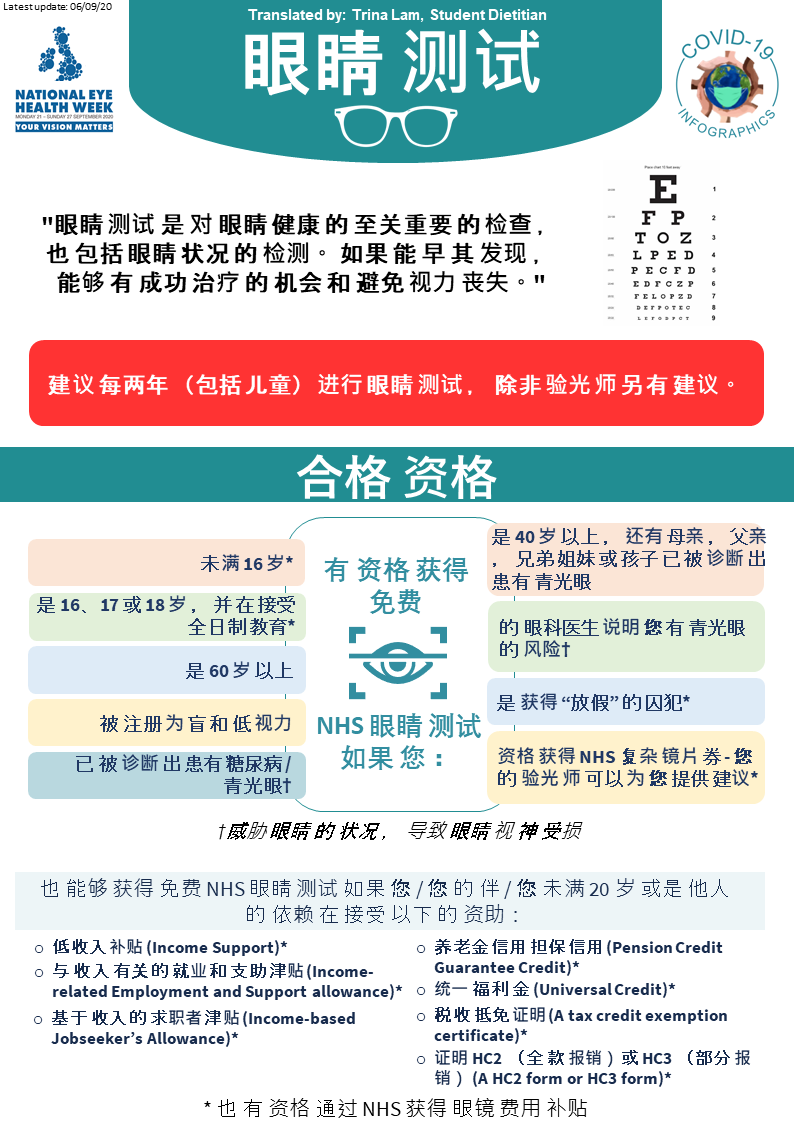 Latest update: 06/09/20
Translated by: Trina Lam, Student Dietitian
眼睛 测试
NATIONAL EYE
HEALTH WEEK
MONDAY 21 – SUNDAY 27 SEPTEMBER 2020
YOUR VISION MATTERS
COVID-19
INFOGRAPHICS
"眼睛测试是对眼睛健康的至关重要的检查，
也包括眼睛状况的检测。如果能早其发现，
能够有成功治疗的机会和避免视力丧失。"
Place chart 10 feet away
E 1
F P 2
T O Z 3
L P E D 4
P E C F D 5
E D F C Z P 6
F E L O P Z D 7
D E F P O T E C 8
L E F O D P C T 9
建议每两年（包括儿童）进行眼睛测试，除非验光师另有建议。
合格 资格
有 资格 获得
免费
NHS 眼睛 测试
如果 您：
未满 16 岁*
是 16、17 或 18 岁，并在接受
全日制教育*
是 60 岁以上
被注册为盲和低视力
已被诊断出患有糖尿病/
青光眼†
是 40 岁以上，还有母亲，父亲
，兄弟姐妹或孩子已被诊断出
患有青光眼
的眼科医生说明您有青光眼
的风险†
是获得“放假”的囚犯*
资格获得NHS 复杂镜片券-您
的验光师可以为您提供建议*
†威胁眼睛的状况，导致眼睛视神受损
也能够获得免费NHS眼睛测试如果您/您的伴/您未满20 岁或是他人
的依赖在接受以下的资助：
o 低收入补贴 (Income Support)*
o 与收入有关的就业和支助津贴 (Income-
related Employment and Support allowance)*
o 基于收入的求职者津贴 (Income-based
Jobseeker’s Allowance)*
o 养老金信用担保信用 (Pension Credit
Guarantee Credit)*
o 统一福利金 (Universal Credit)*
o 税收抵免证明 (A tax credit exemption
certificate)*
o 证明 HC2 （全款报销）或 HC3 （部分报
销）(A HC2 form or HC3 form)*
* 也有资格通过NHS获得眼镜费用补贴